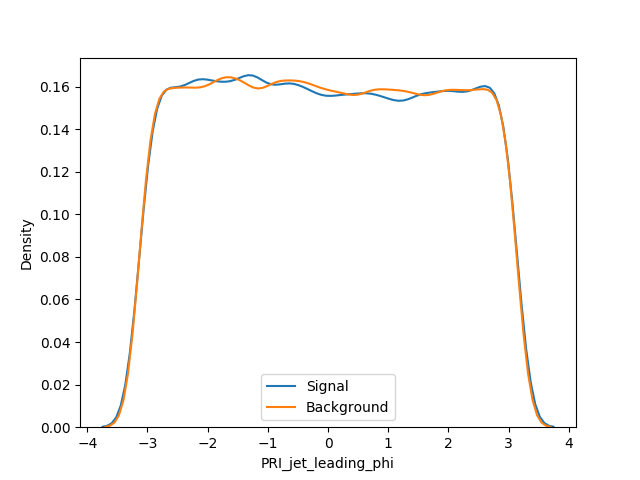 0.16
0.14
0.12
0.10
0.08
0.06
0.04
0.02
0.00
Density
Signal
Background
−4 −3 −2 −1 0 1 2 3 4
PRI_jet_leading_phi